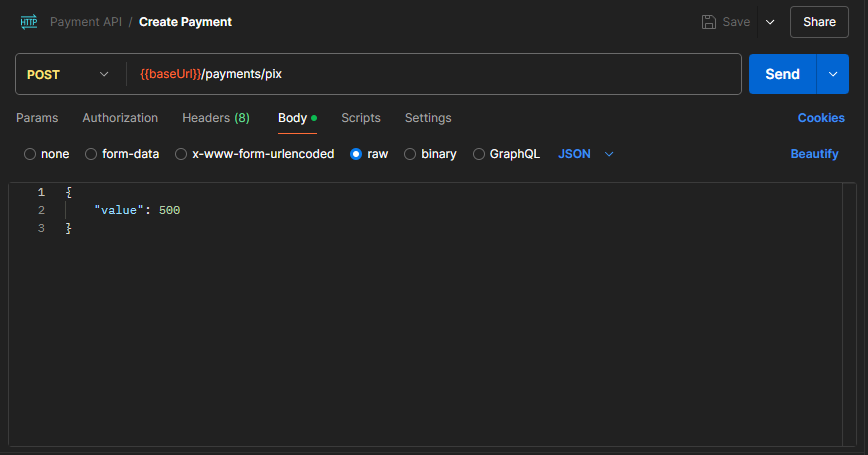 HTTP Payment API / Create Payment Save Share
POST {{baseUrl}}/payments/pix Send
Params Authorization Headers (8) Body Scripts Settings Cookies
none form-data x-www-form-urlencoded raw binary GraphQL JSON Beautify
1 {
2 "value": 500
3 }